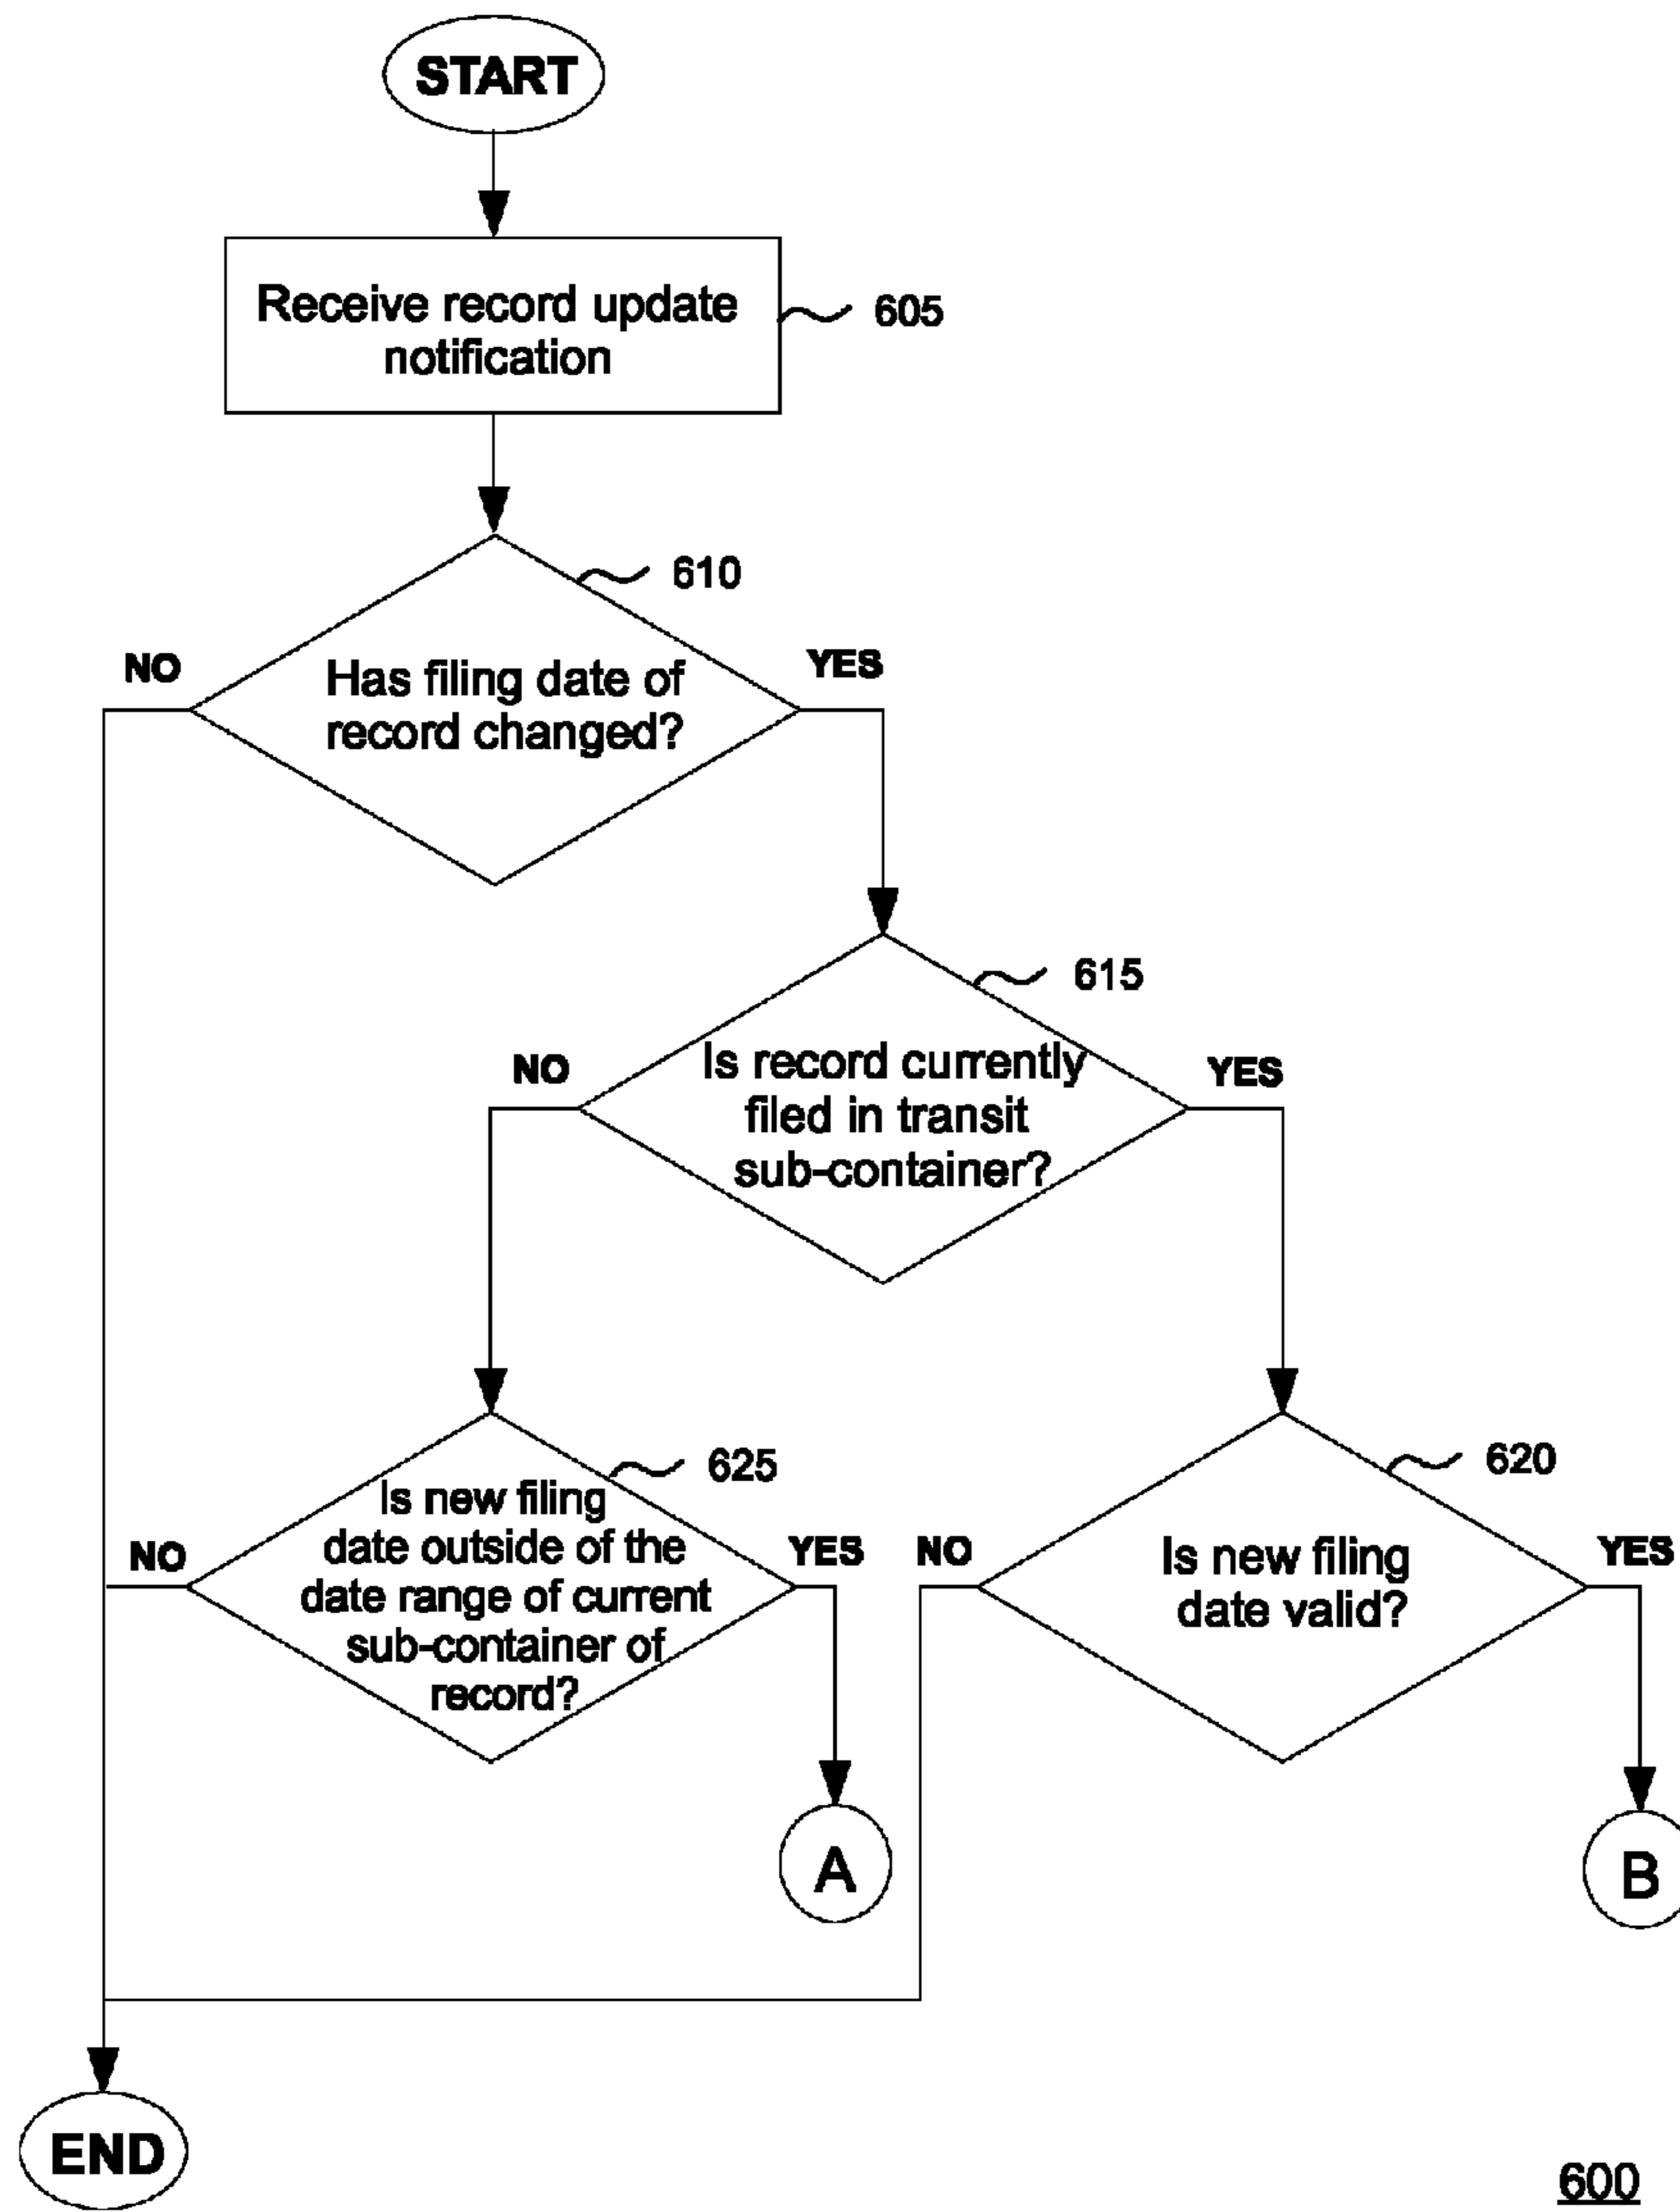 START
Receive record update
notification
605
610
NO
YES
Has filing date of
record changed?
615
NO
YES
Is record currently
filed in transit
sub-container?
625
620
Is new filing
date outside of the
date range of current
sub-container of
record?
NO
YES
NO
Is new filing
date valid?
YES
A
B
END
600